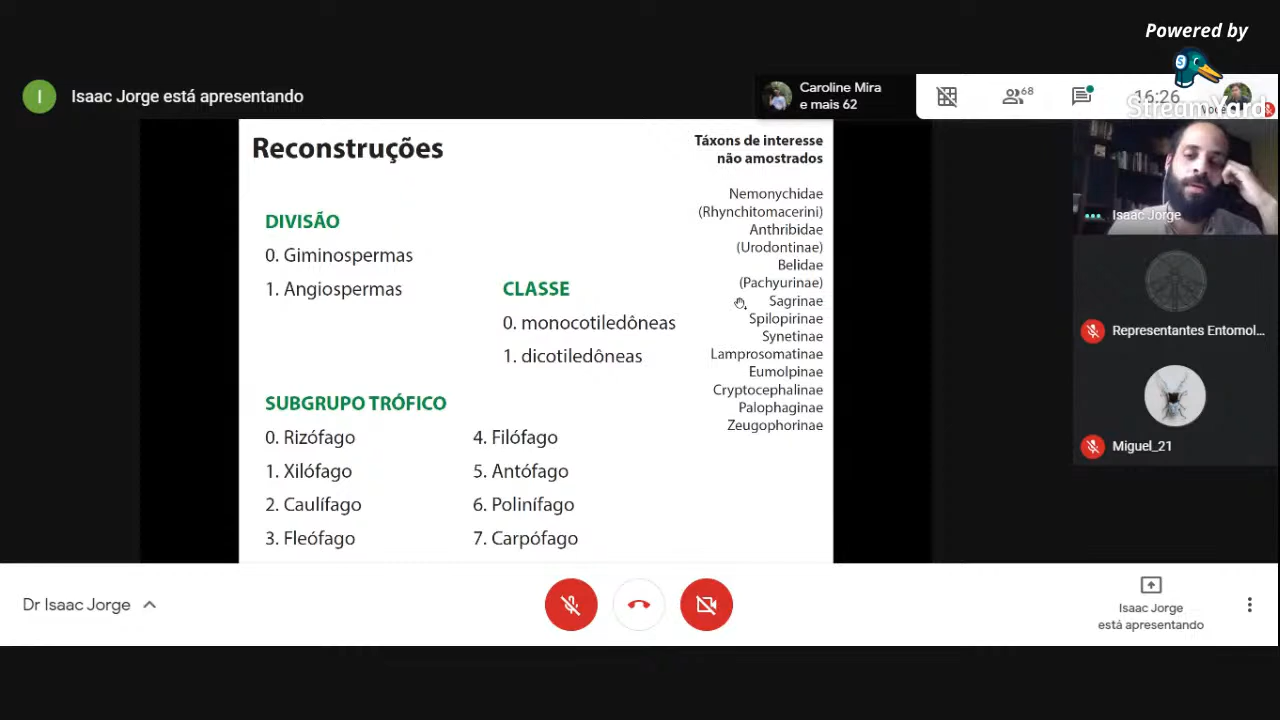 Powered by
StreamYard
I
Isaac Jorge está apresentando
Caroline Mira
e mais 62
68
16:26
Reconstruções
Táxons de interesse
não amostrados
Nemonychidae
(Rhynchitomacerini)
Anthribidae
(Urodontinae)
Belidae
(Pachyurinae)
Sagrinae
Spilopirinae
Synetinae
Lamprosomatinae
Eumolpinae
Cryptocephalinae
Palophaginae
Zeugophorinae
DIVISÃO
0. Giminospermas
1. Angiospermas
CLASSE
0. monocotiledôneas
1. dicotiledôneas
SUBGRUPO TRÓFICO
0. Rizófago
1. Xilófago
2. Caulífago
3. Fleófago
4. Filófago
5. Antófago
6. Polinífago
7. Carpófago
Isaac Jorge
Representantes Entomol...
Miguel_21
Dr Isaac Jorge
Isaac Jorge
está apresentando